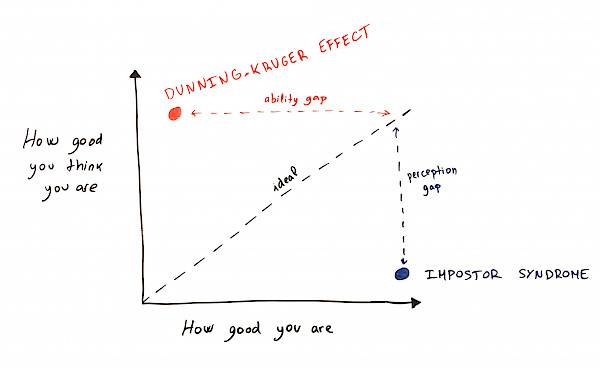 DUNNING-KRUGER EFFECT
ability gap
How good
you think
you are
ideal
perception
gap
IMPOSTOR SYNDROME
How good you are